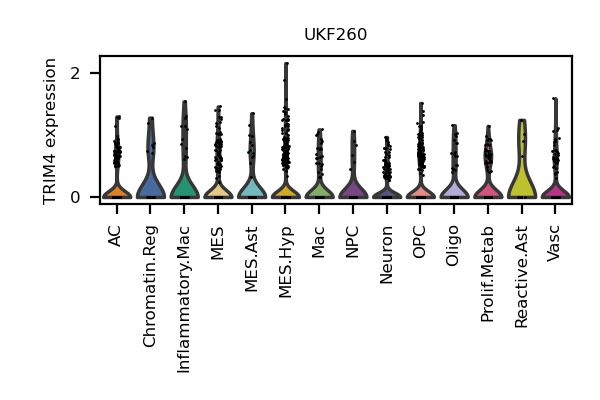 UKF260
TRIM4 expression
2
0
AC
Chromatin.Reg
Inflammatory.Mac
MES
MES.Ast
MES.Hyp
Mac
NPC
Neuron
OPC
Oligo
Prolif.Metab
Reactive.Ast
Vasc